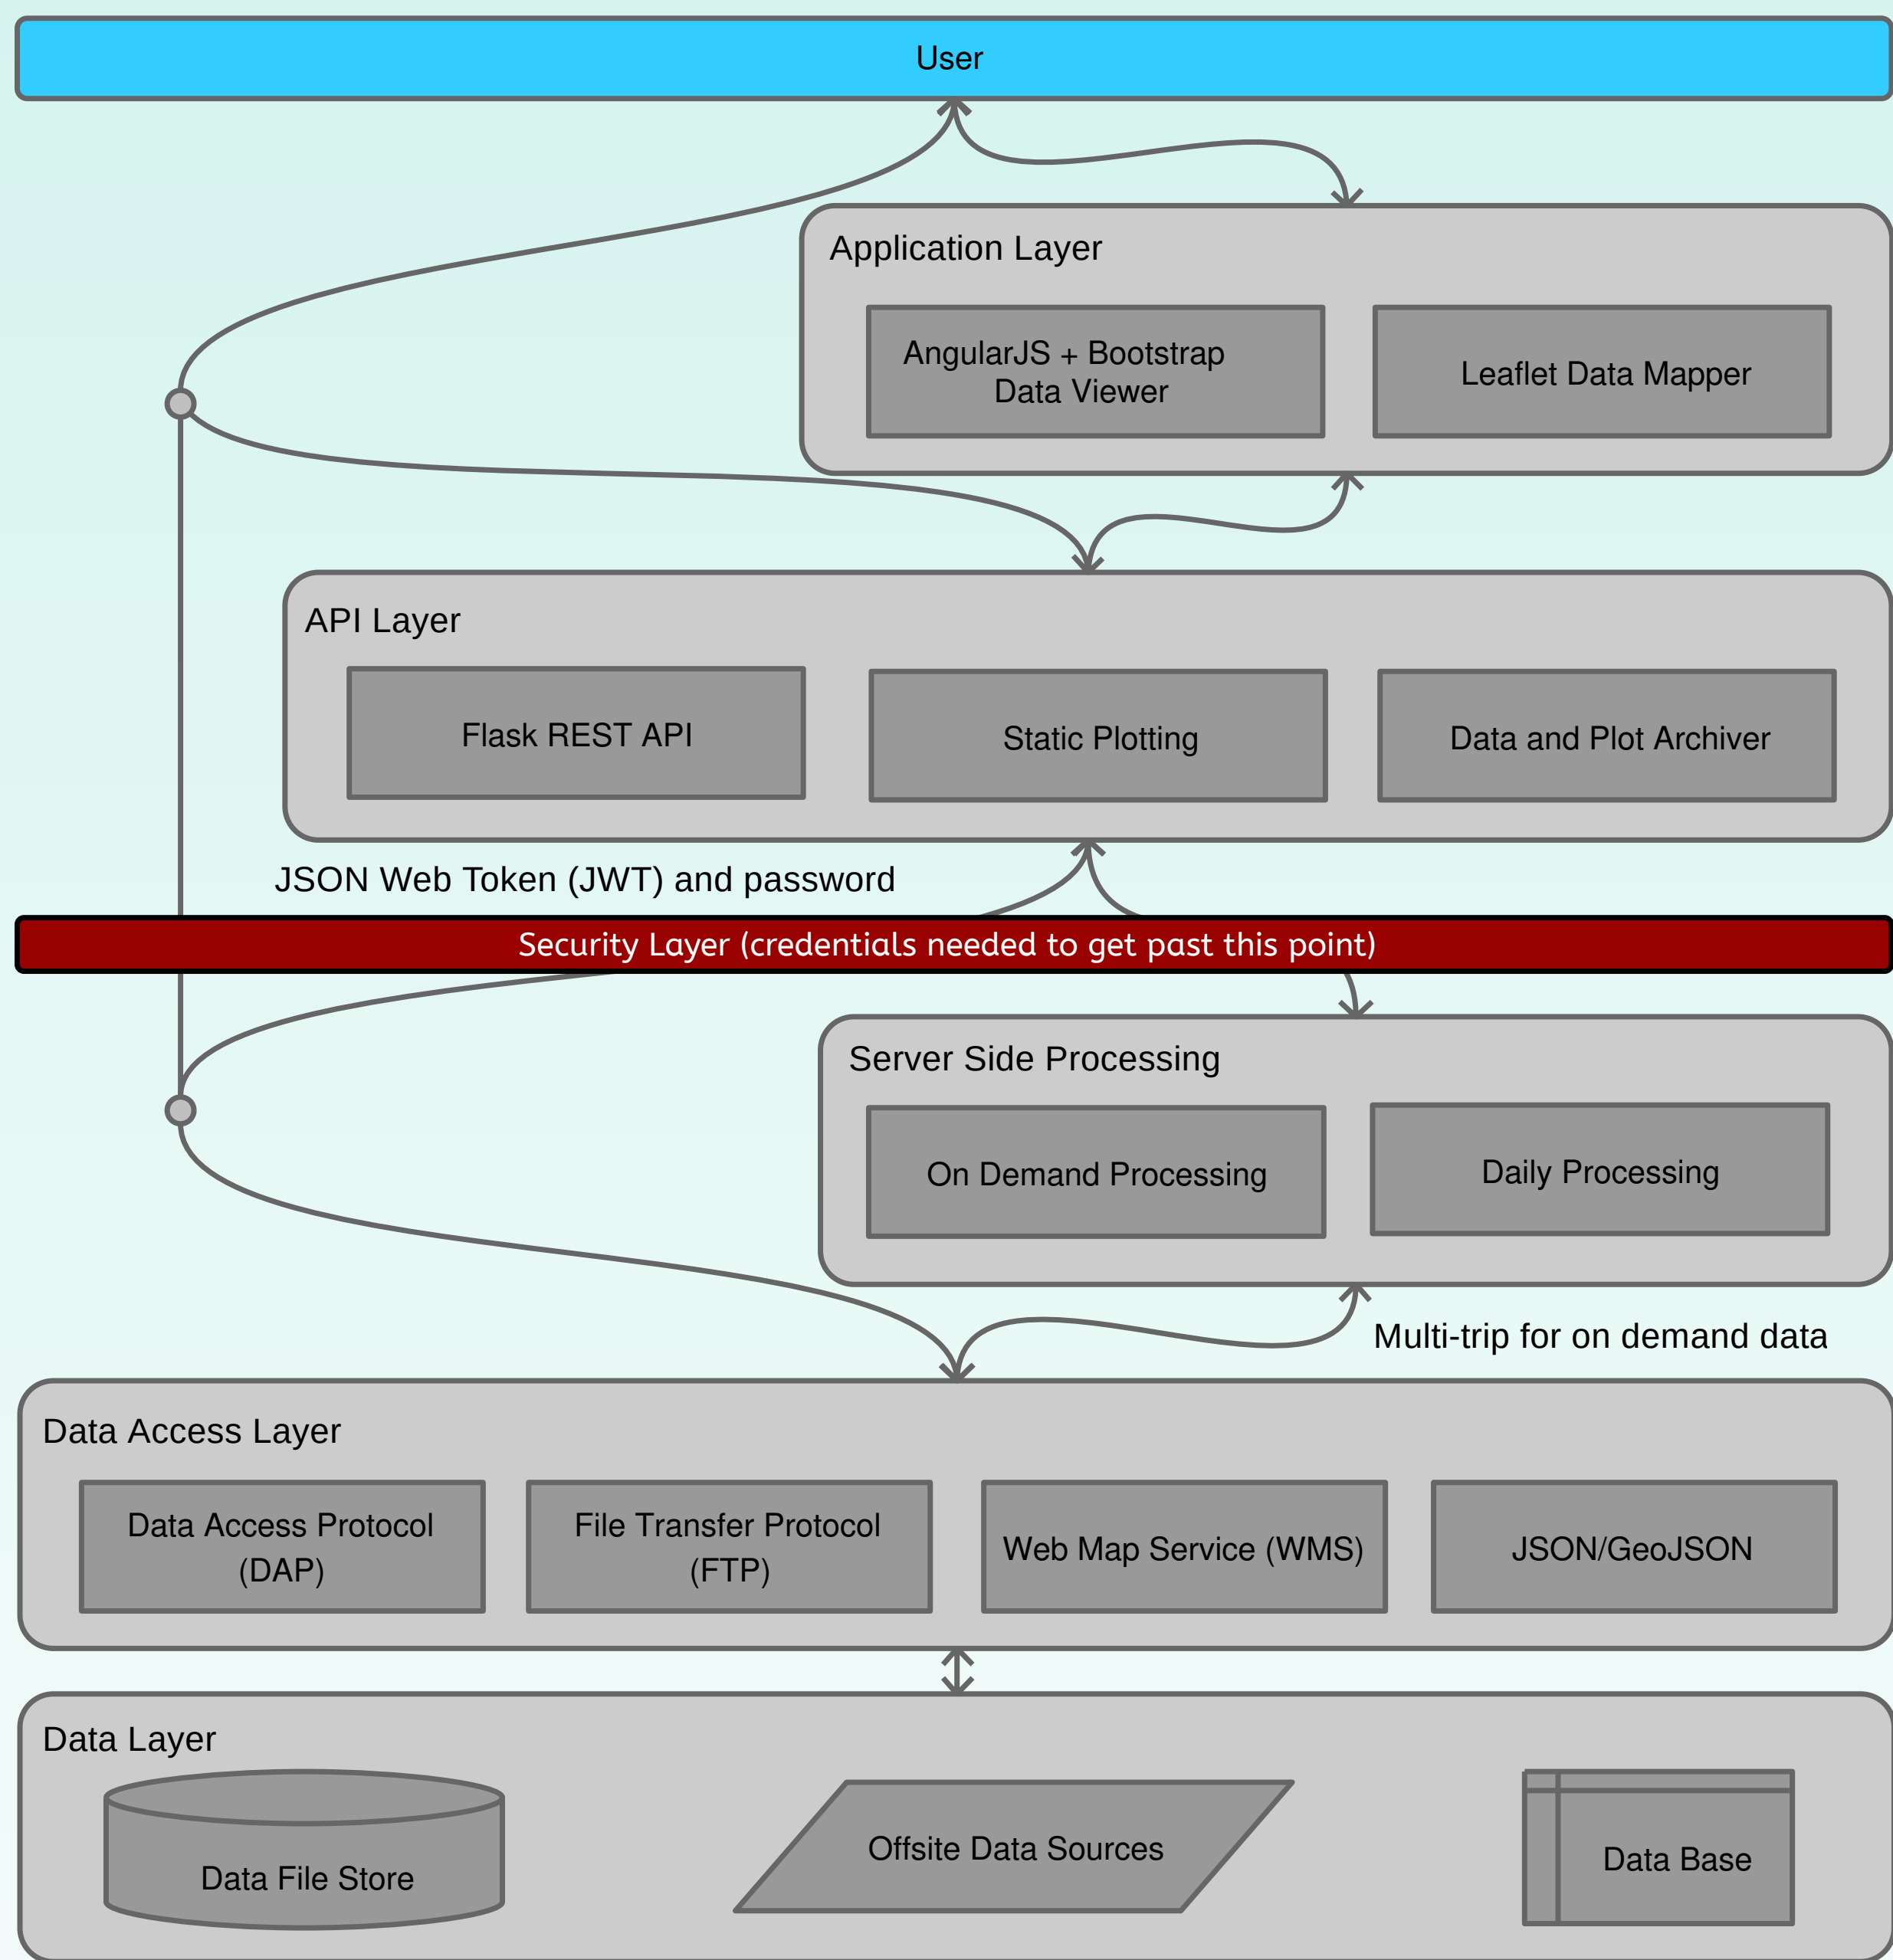 User
Application Layer
AngularJS + Bootstrap
Data Viewer
Leaflet Data Mapper
API Layer
Flask REST API
Static Plotting
Data and Plot Archiver
JSON Web Token (JWT) and password
Security Layer (credentials needed to get past this point)
Server Side Processing
On Demand Processing
Daily Processing
Multi-trip for on demand data
Data Access Layer
Data Access Protocol
(DAP)
File Transfer Protocol
(FTP)
Web Map Service (WMS)
JSON/GeoJSON
Data Layer
Data File Store
Offsite Data Sources
Data Base